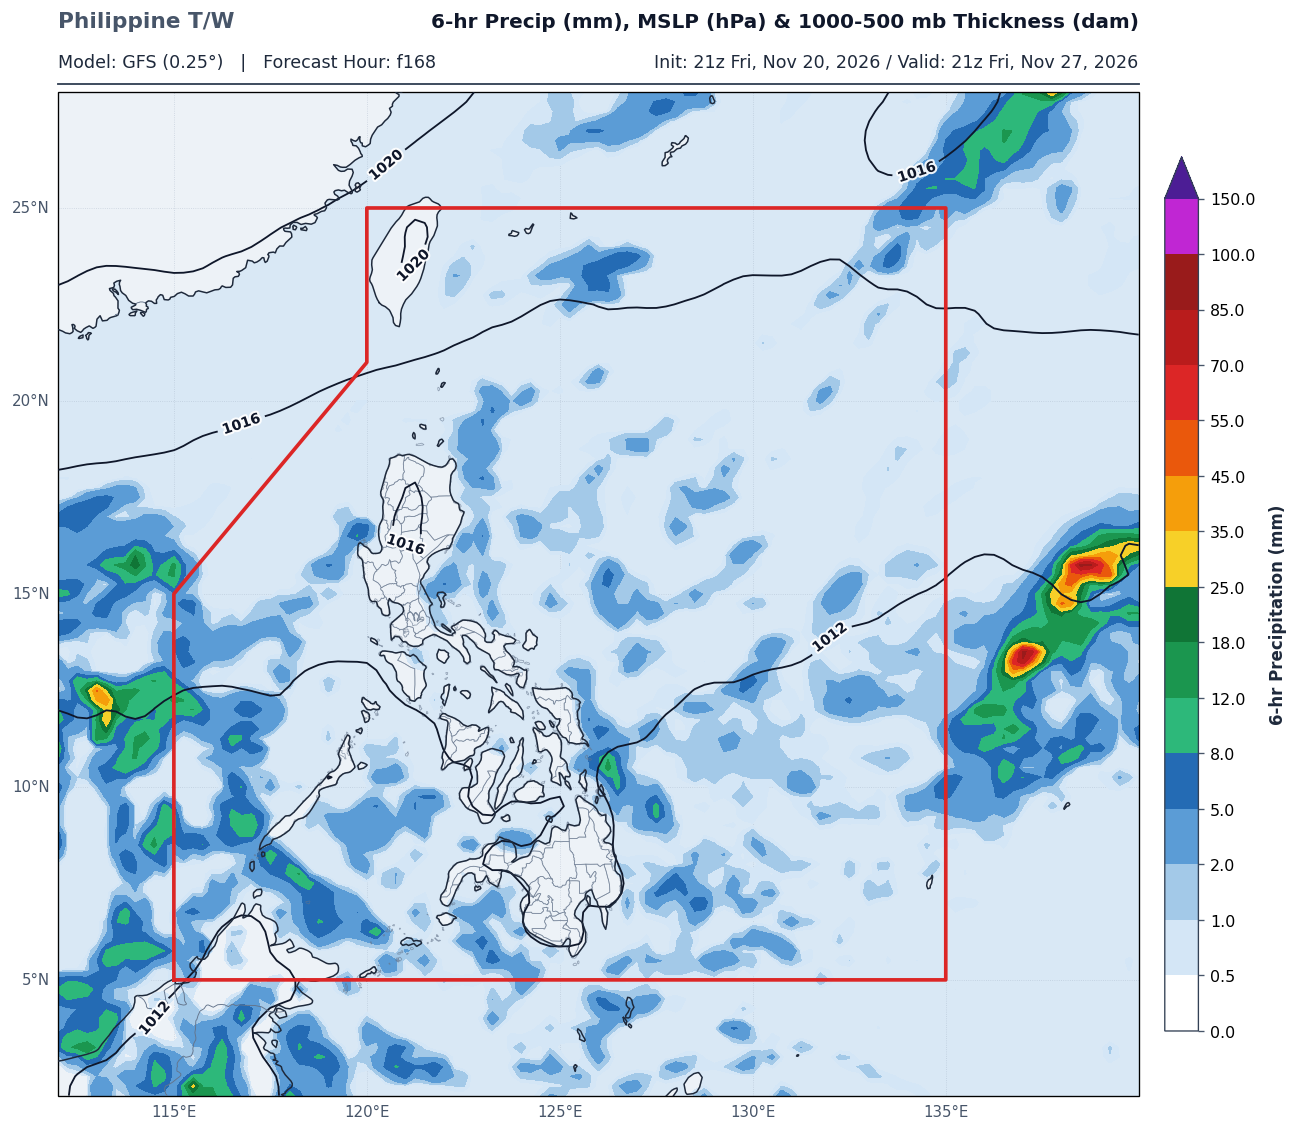 Philippine T/W
6-hr Precip (mm), MSLP (hPa) & 1000-500 mb Thickness (dam)
Model: GFS (0.25°) | Forecast Hour: f168
Init: 21z Fri, Nov 20, 2026 / Valid: 21z Fri, Nov 27, 2026
1020
1016
1020
1016
1016
1012
1012
25°N
20°N
15°N
10°N
5°N
115°E
120°E
125°E
130°E
135°E
150.0
100.0
85.0
70.0
55.0
45.0
35.0
25.0
18.0
12.0
8.0
5.0
2.0
1.0
0.5
0.0
6-hr Precipitation (mm)